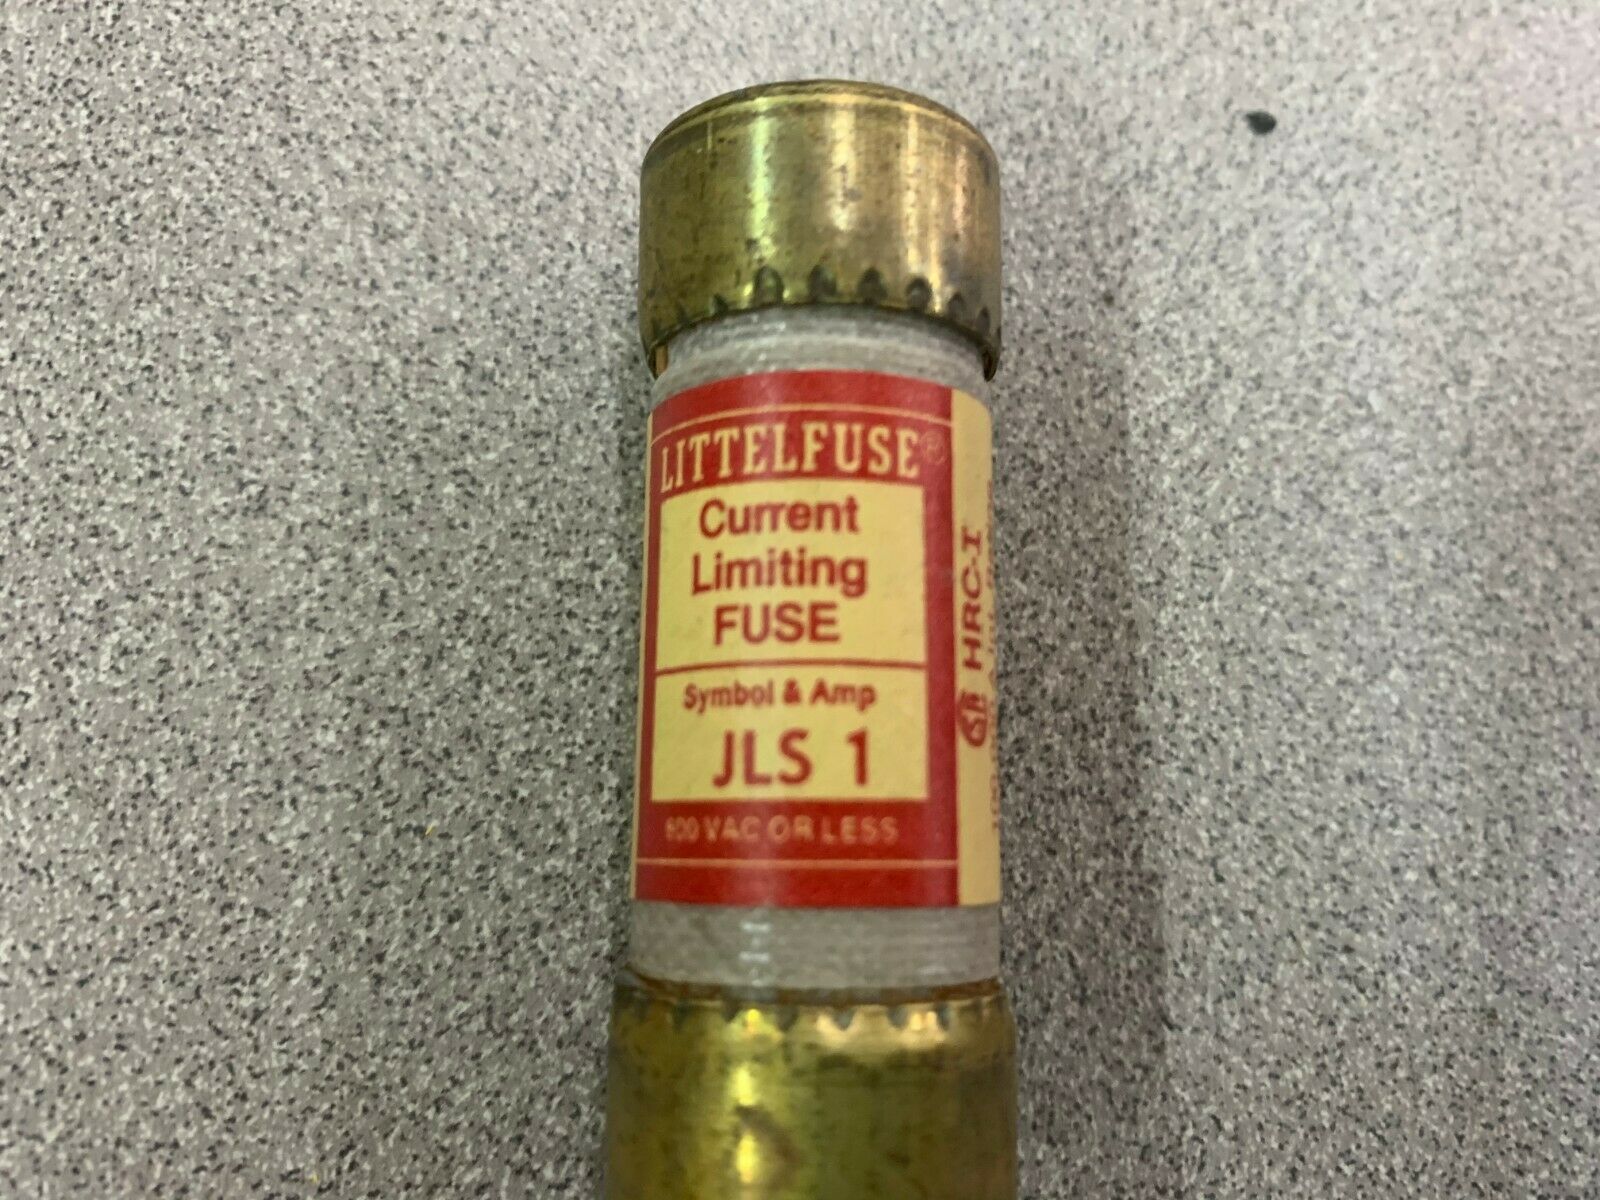 LITTELFUSE®
Current
Limiting
FUSE
Symbol & Amp
JLS 1
600 VAC OR LESS
HRC-I